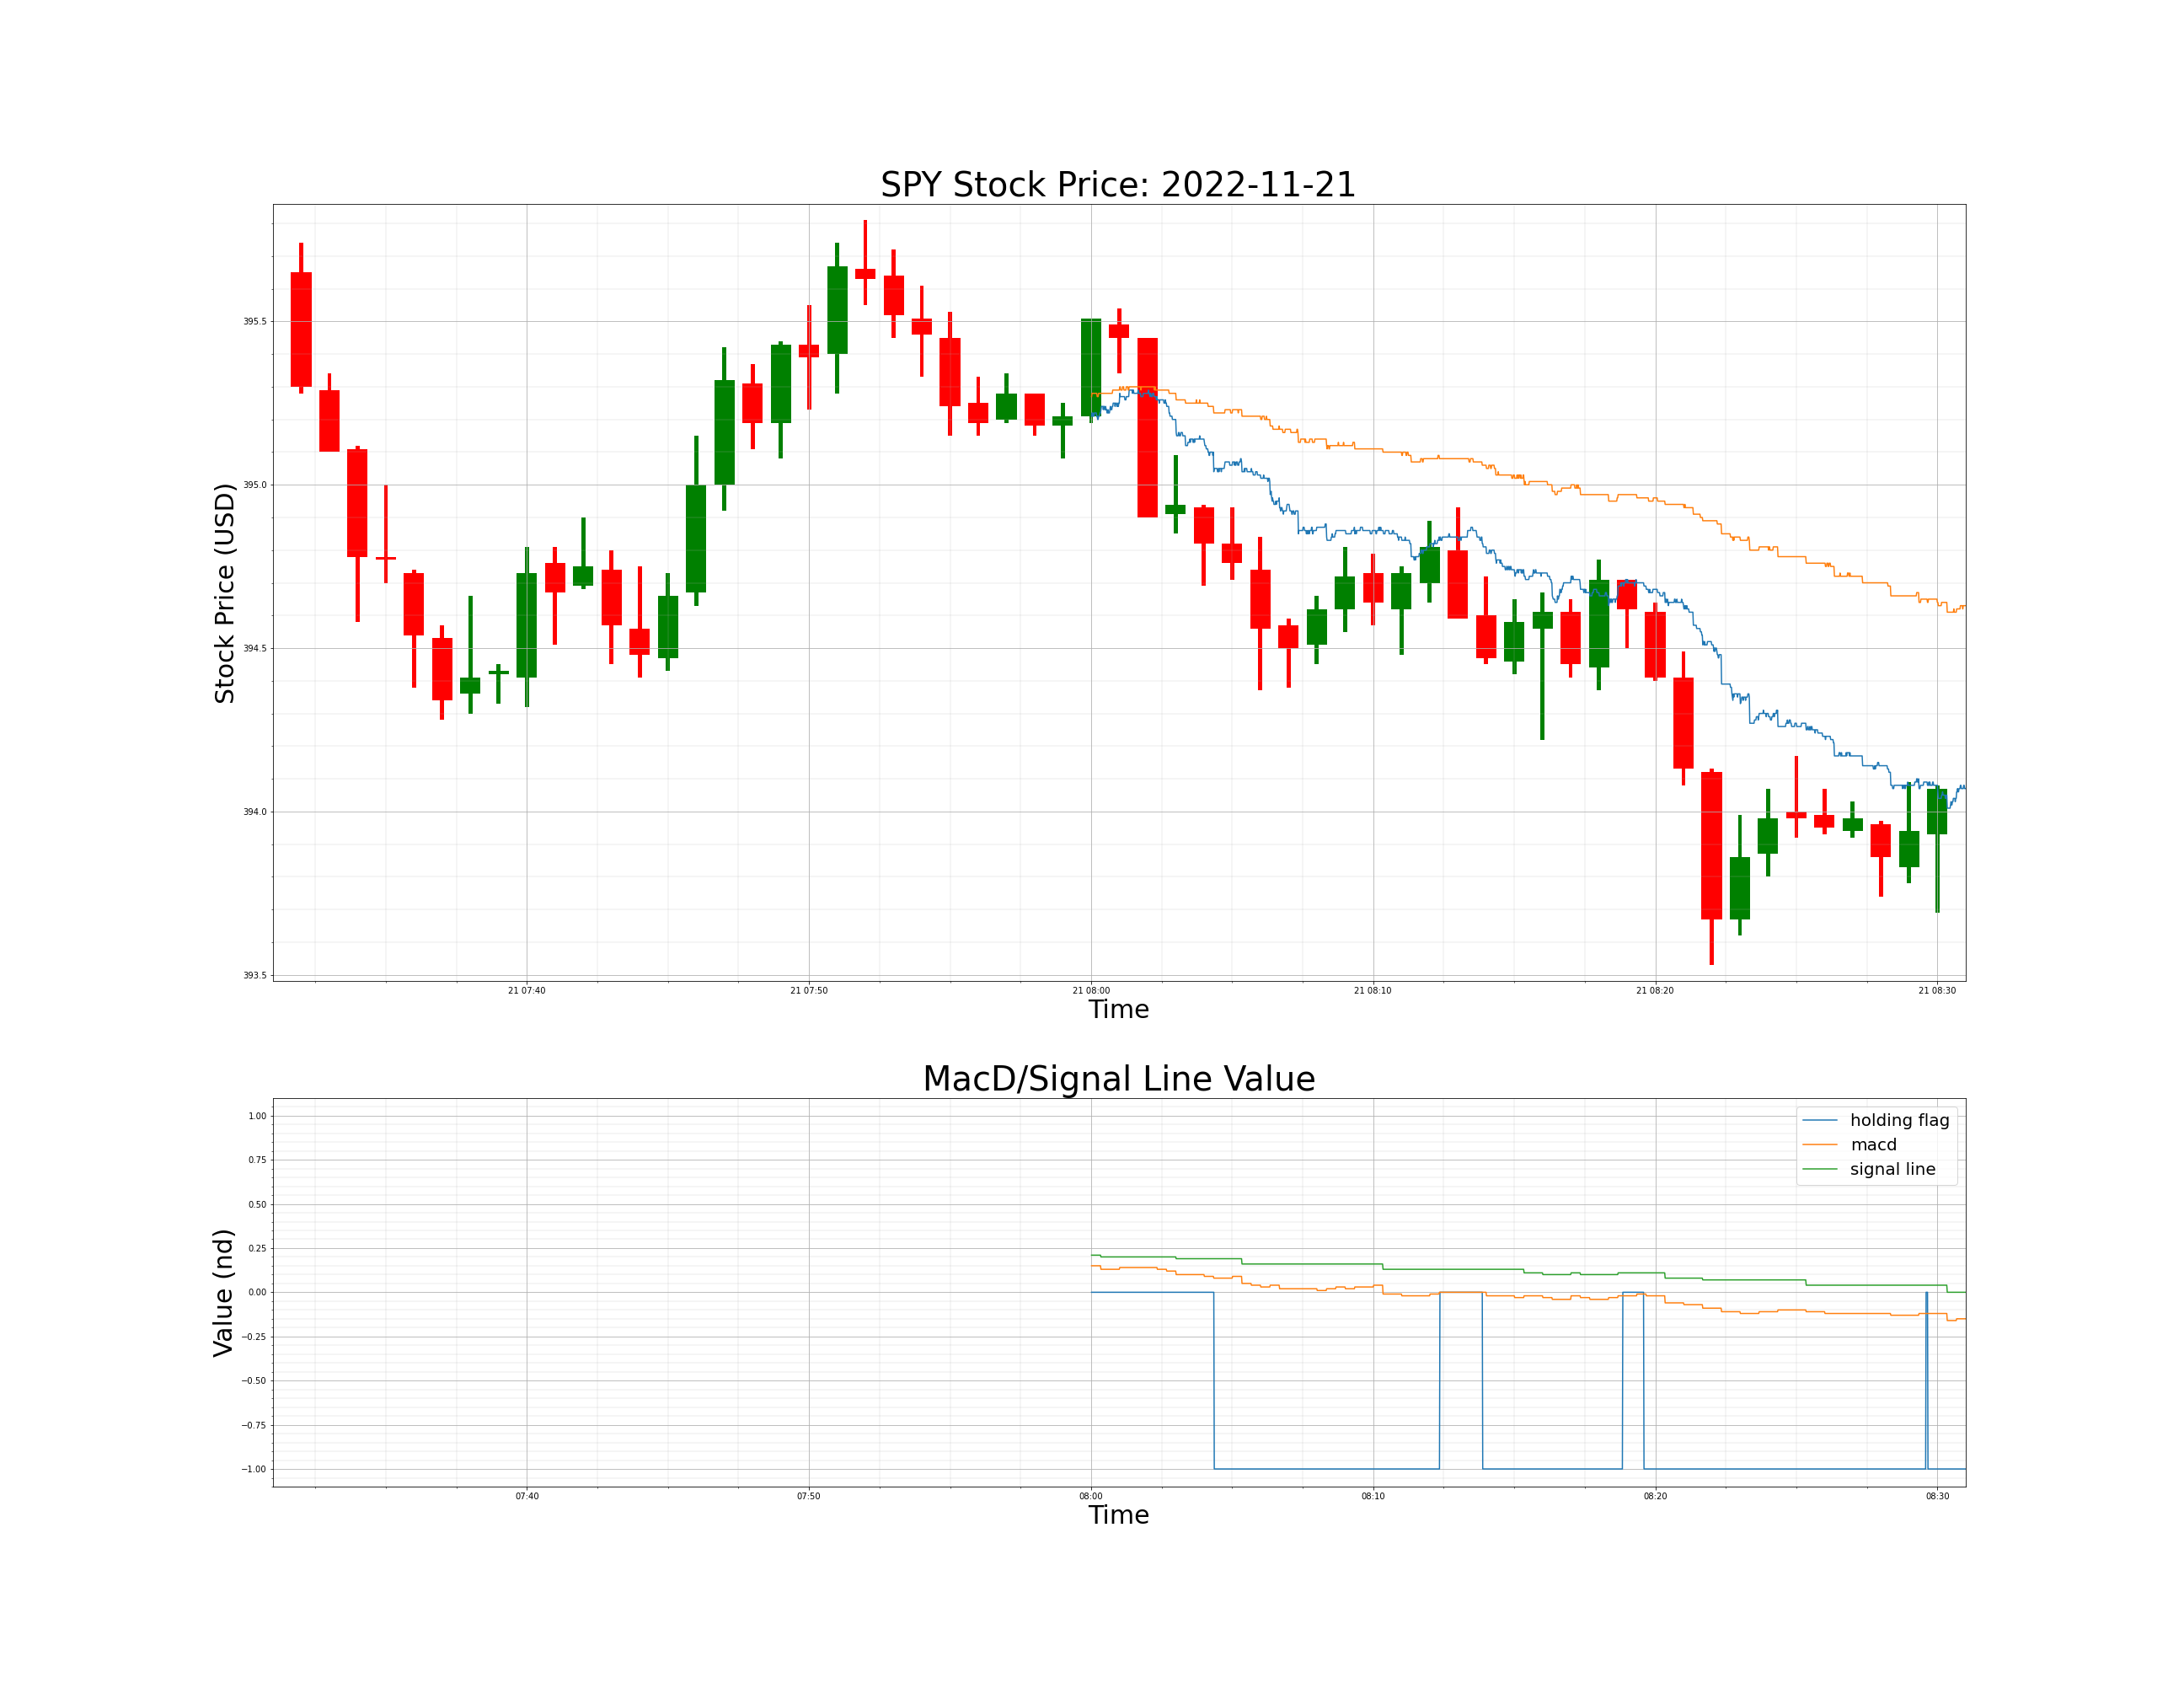 SPY Stock Price: 2022-11-21
Stock Price (USD)
395.5
395.0
394.5
394.0
393.5
21 07:40 21 07:50 21 08:00 21 08:10 21 08:20 21 08:30
Time
MacD/Signal Line Value
Value (nd)
1.00
0.75
0.50
0.25
0.00
−0.25
−0.50
−0.75
−1.00
holding flag
macd
signal line
07:40 07:50 08:00 08:10 08:20 08:30
Time